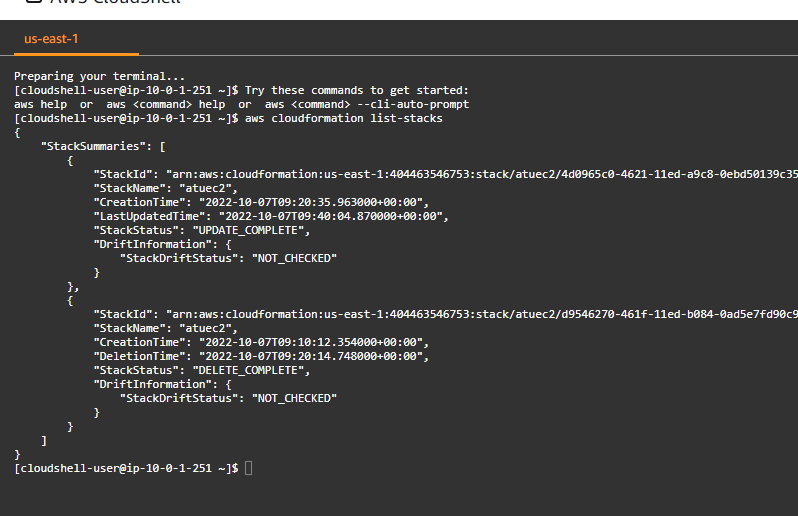 AWS CloudShell
us-east-1
Preparing your terminal...
[cloudshell-user@ip-10-0-1-251 ~]$ Try these commands to get started:
aws help  or  aws <command> help  or  aws <command> --cli-auto-prompt
[cloudshell-user@ip-10-0-1-251 ~]$ aws cloudformation list-stacks
{
    "StackSummaries": [
        {
            "StackId": "arn:aws:cloudformation:us-east-1:404463546753:stack/atuec2/4d0965c0-4621-11ed-a9c8-0ebd50139c35
            "StackName": "atuec2",
            "CreationTime": "2022-10-07T09:20:35.963000+00:00",
            "LastUpdatedTime": "2022-10-07T09:40:04.870000+00:00",
            "StackStatus": "UPDATE_COMPLETE",
            "DriftInformation": {
                "StackDriftStatus": "NOT_CHECKED"
            }
        },
        {
            "StackId": "arn:aws:cloudformation:us-east-1:404463546753:stack/atuec2/d9546270-461f-11ed-b084-0ad5e7fd90c9
            "StackName": "atuec2",
            "CreationTime": "2022-10-07T09:10:12.354000+00:00",
            "DeletionTime": "2022-10-07T09:20:14.748000+00:00",
            "StackStatus": "DELETE_COMPLETE",
            "DriftInformation": {
                "StackDriftStatus": "NOT_CHECKED"
            }
        }
    ]
}
[cloudshell-user@ip-10-0-1-251 ~]$